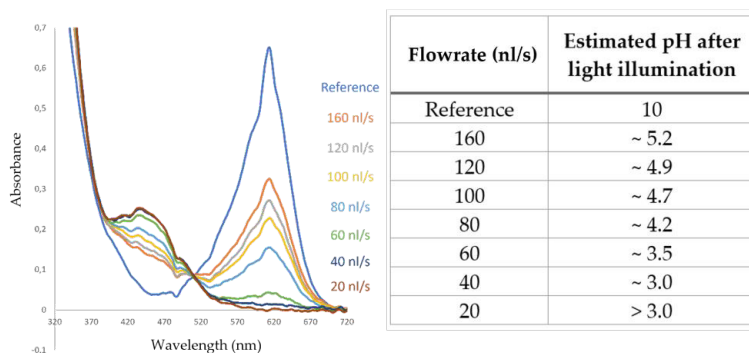 0,7
0,6
0,5
0,4
0,3
0,2
0,1
0
-0.1
320 370 420 470 520 570 620 670 720
Absorbance
Wavelength (nm)
Reference
160 nl/s
120 nl/s
100 nl/s
80 nl/s
60 nl/s
40 nl/s
20 nl/s
Flowrate (nl/s) Estimated pH after
light illumination
Reference 10
160 ~ 5.2
120 ~ 4.9
100 ~ 4.7
80 ~ 4.2
60 ~ 3.5
40 ~ 3.0
20 > 3.0